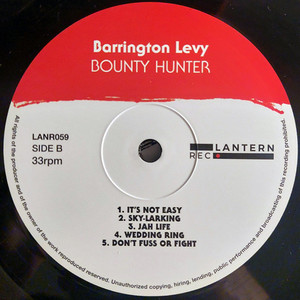 Barrington Levy
BOUNTY HUNTER
LANR059
SIDE B
33rpm
LANTERN
REC.
1. IT'S NOT EASY
2. SKY-LARKING
3. JAH LIFE
4. WEDDING RING
5. DON'T FUSS OR FIGHT
All rights of the producer and of the owner of the work reproduced reserved. Unauthorized copying, hiring, lending, public performance and broadcasting of this recording prohibited.